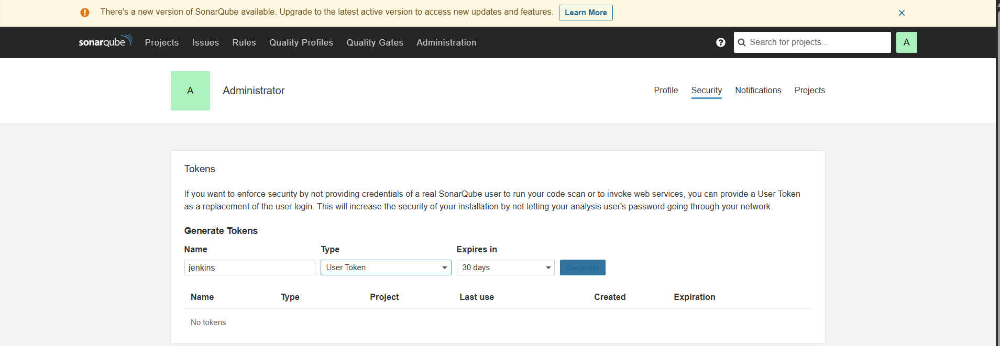 There's a new version of SonarQube available. Upgrade to the latest active version to access new updates and features. Learn More
sonarqube Projects Issues Rules Quality Profiles Quality Gates Administration Search for projects... A
A Administrator Profile Security Notifications Projects
Tokens
If you want to enforce security by not providing credentials of a real SonarQube user to run your code scan or to invoke web services, you can provide a User Token
as a replacement of the user login. This will increase the security of your installation by not letting your analysis user's password going through your network.
Generate Tokens
Name Type Expires in
jenkins User Token 30 days Generate
Name Type Project Last use Created Expiration
No tokens